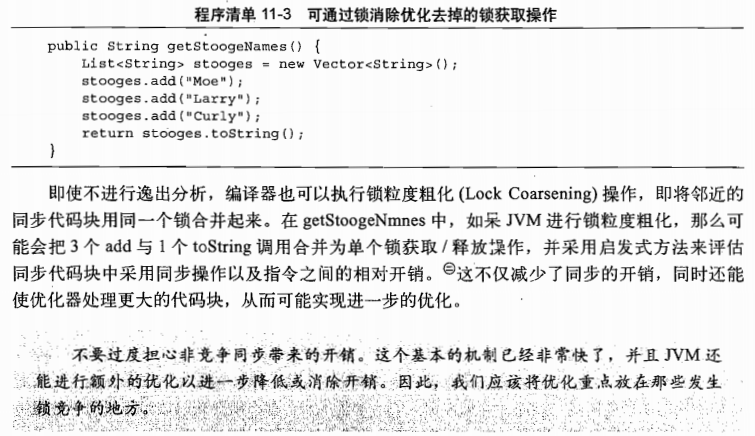 程序清单 11-3　可通过锁消除优化去掉的锁获取操作
public String getStoogeNames() {
    List<String> stooges = new Vector<String>();
    stooges.add("Moe");
    stooges.add("Larry");
    stooges.add("Curly");
    return stooges.toString();
}
即使不进行逸出分析，编译器也可以执行锁粒度粗化 (Lock Coarsening) 操作，即将邻近的
同步代码块用同一个锁合并起来。在 getStoogeNmnes 中，如果 JVM 进行锁粒度粗化，那么可
能会把 3 个 add 与 1 个 toString 调用合并为单个锁获取 / 释放操作，并采用启发式方法来评估
同步代码块中采用同步操作以及指令之间的相对开销。㊀这不仅减少了同步的开销，同时还能
使优化器处理更大的代码块，从而可能实现进一步的优化。
不要过度担心非竞争同步带来的开销。这个基本的机制已经非常快了，并且 JVM 还
能进行额外的优化以进一步降低或消除开销。因此，我们应该将优化重点放在那些发生
锁竞争的地方。